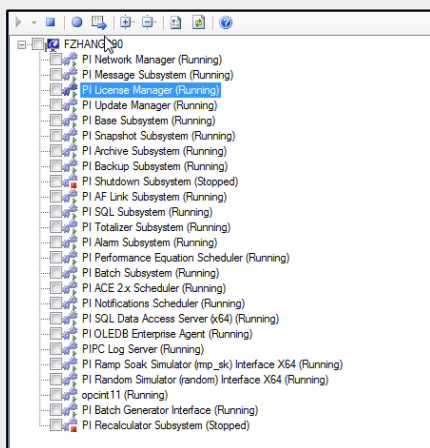 FZHANG 90
PI Network Manager (Running)
PI Message Subsystem (Running)
PI License Manager (Running)
PI Update Manager (Running)
PI Base Subsystem (Running)
PI Snapshot Subsystem (Running)
PI Archive Subsystem (Running)
PI Backup Subsystem (Running)
PI Shutdown Subsystem (Stopped)
PI AF Link Subsystem (Running)
PI SQL Subsystem (Running)
PI Totalizer Subsystem (Running)
PI Alarm Subsystem (Running)
PI Performance Equation Scheduler (Running)
PI Batch Subsystem (Running)
PI ACE 2.x Scheduler (Running)
PI Notifications Scheduler (Running)
PI SQL Data Access Server (x64) (Running)
PI OLEDB Enterprise Agent (Running)
PIPC Log Server (Running)
PI Ramp Soak Simulator (rmp_sk) Interface X64 (Running)
PI Random Simulator (random) Interface X64 (Running)
opcint11 (Running)
PI Batch Generator Interface (Running)
PI Recalculator Subsystem (Stopped)